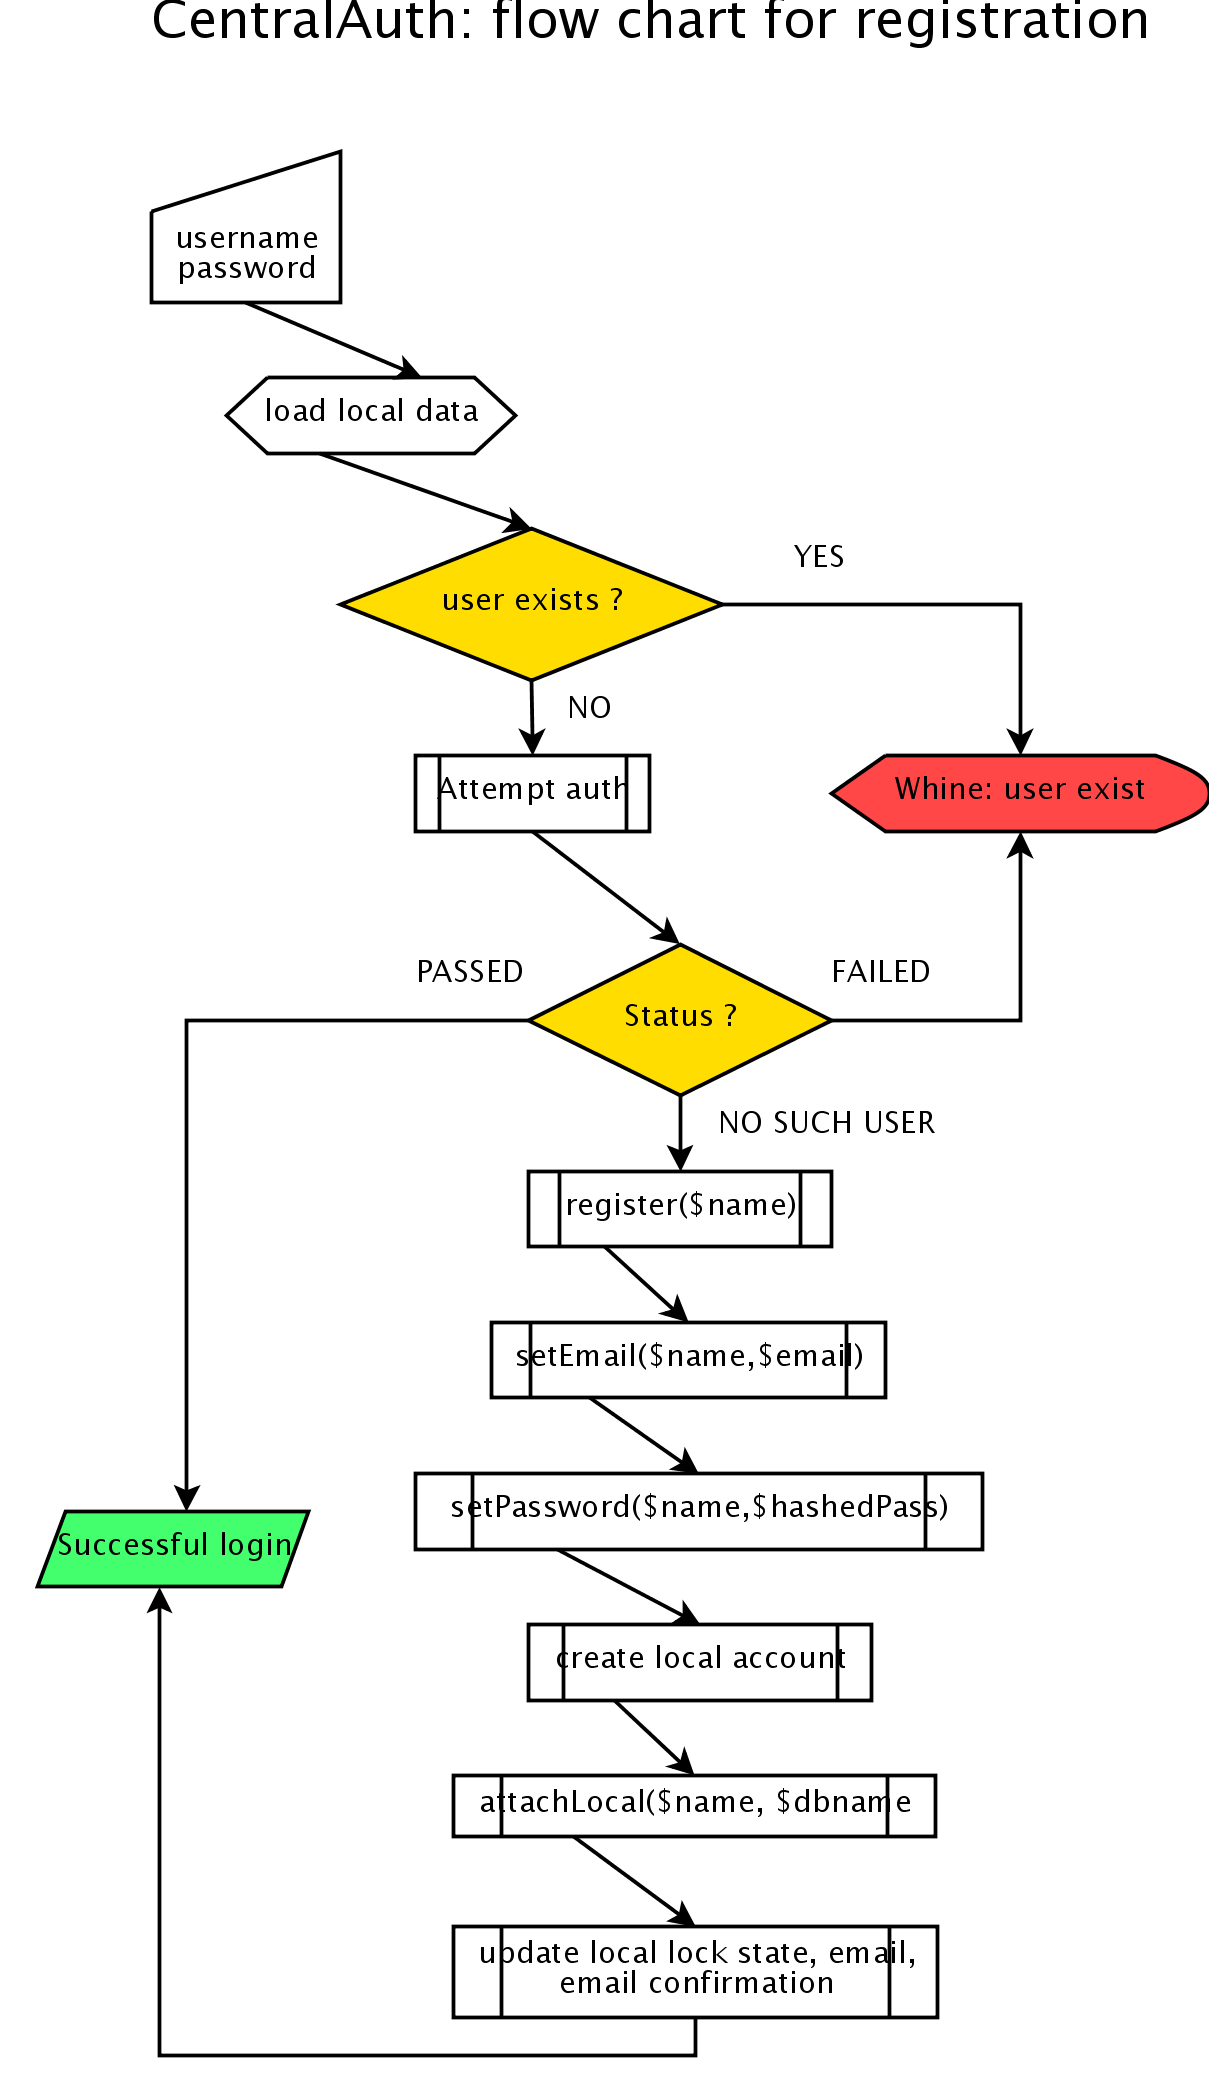 CentralAuth: flow chart for registration
username
password
load local data
user exists ?
YES
NO
Attempt auth
Whine: user exist
PASSED
FAILED
Status ?
NO SUCH USER
register($name)
setEmail($name,$email)
setPassword($name,$hashedPass)
Successful login
create local account
attachLocal($name, $dbname
update local lock state, email,
email confirmation